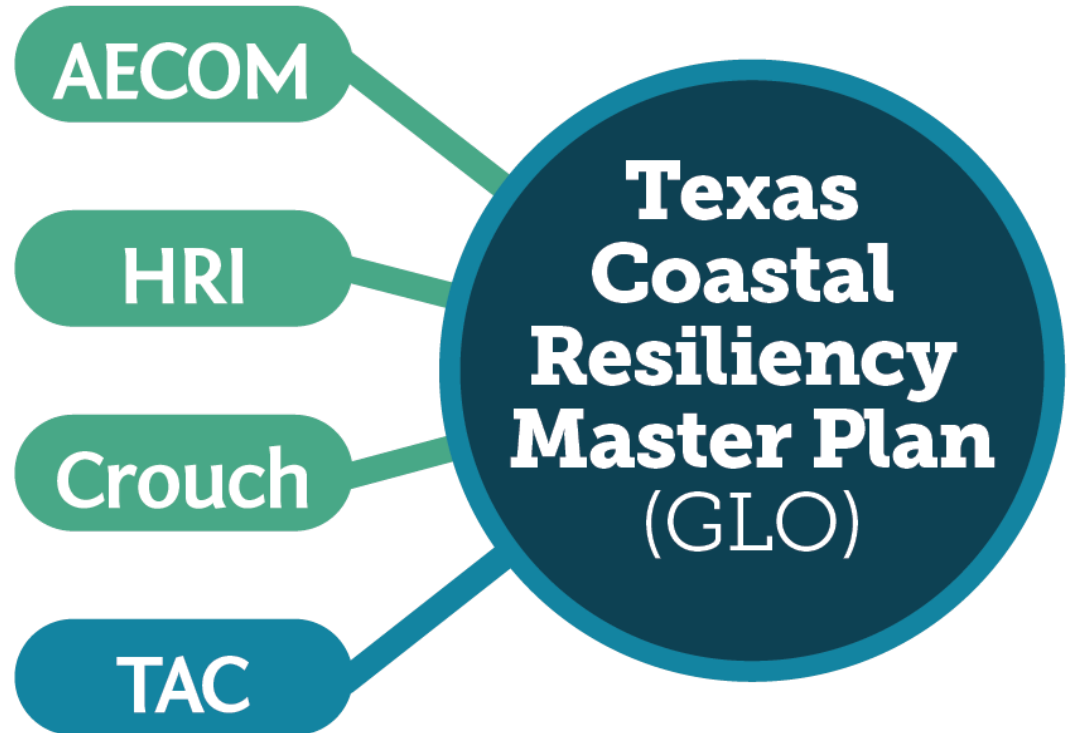 AECOM
HRI
Crouch
TAC
Texas
Coastal
Resiliency
Master Plan
(GLO)